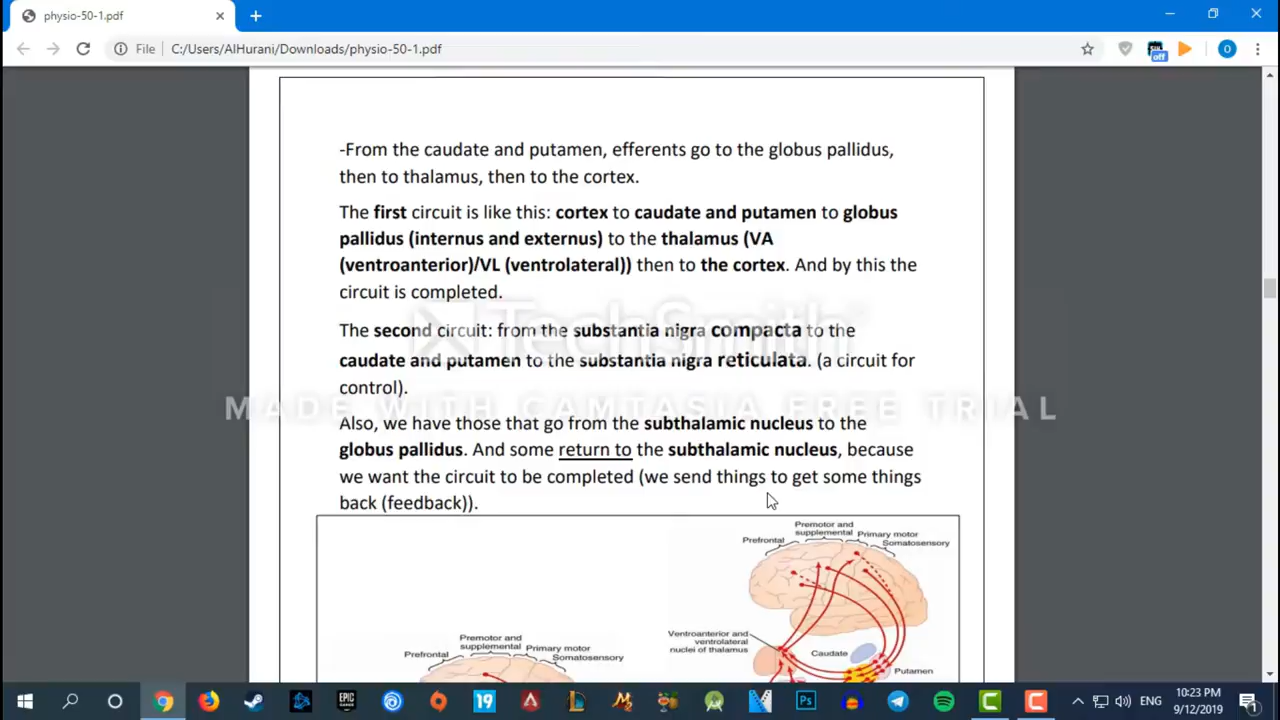 physio-50-1.pdf
File
C:/Users/AlHurani/Downloads/physio-50-1.pdf
off
O
-From the caudate and putamen, efferents go to the globus pallidus,
then to thalamus, then to the cortex.
The first circuit is like this: cortex to caudate and putamen to globus
pallidus (internus and externus) to the thalamus (VA
(ventroanterior)/VL (ventrolateral)) then to the cortex. And by this the
circuit is completed.
The second circuit: from the substantia nigra compacta to the
caudate and putamen to the substantia nigra reticulata. (a circuit for
control).
TechSmith
MADE WITH CAMTASIA FREE TRIAL
Also, we have those that go from the subthalamic nucleus to the
globus pallidus. And some return to the subthalamic nucleus, because
we want the circuit to be completed (we send things to get some things
back (feedback)).
Premotor and
supplemental
Primary motor
Prefrontal
Somatosensory
Ventroanterior and
ventrolateral
nuclei of thalamus
Caudate
Putamen
Premotor and
supplemental
Primary motor
Prefrontal
Somatosensory
EPIC
GAMES
19
Ps
ENG
10:23 PM
9/12/2019
1